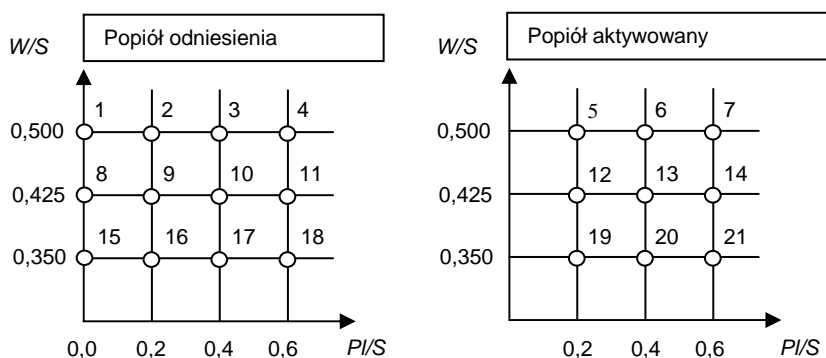 W/S
Popiół odniesienia
1 2 3 4
0,500
8 9 10 11
0,425
15 16 17 18
0,350
0,0 0,2 0,4 0,6 Pl/S
W/S
Popiół aktywowany
5 6 7
0,500
12 13 14
0,425
19 20 21
0,350
0,2 0,4 0,6 Pl/S